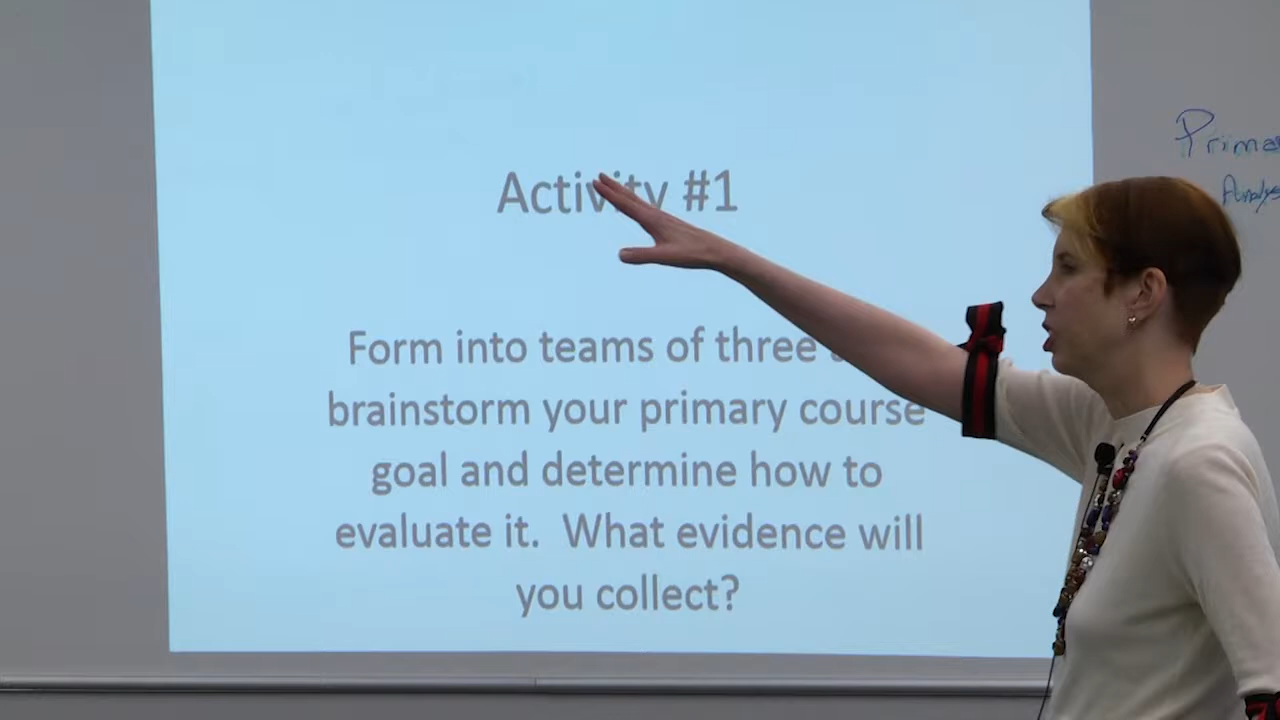 Activity #1
Form into teams of three
brainstorm your primary course
goal and determine how to
evaluate it. What evidence will
you collect?